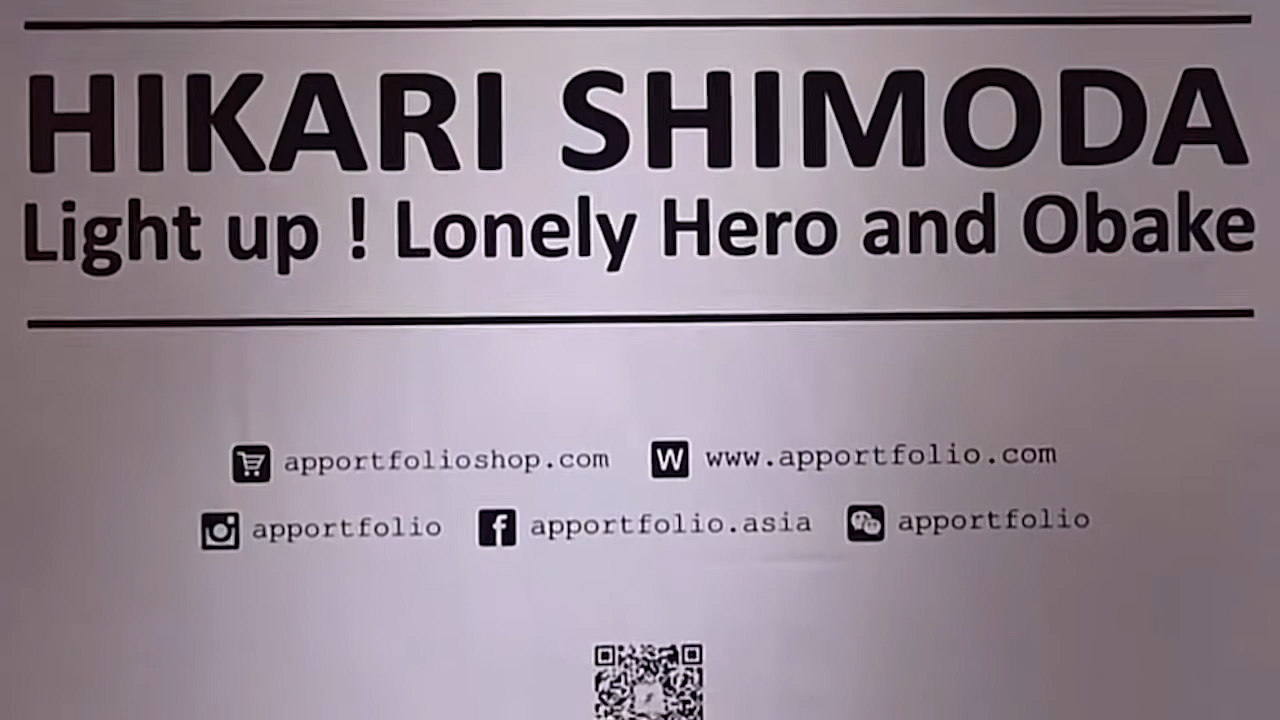 HIKARI SHIMODA
Light up ! Lonely Hero and Obake
apportfolioshop.com W www.apportfolio.com
apportfolio f apportfolio.asia apportfolio